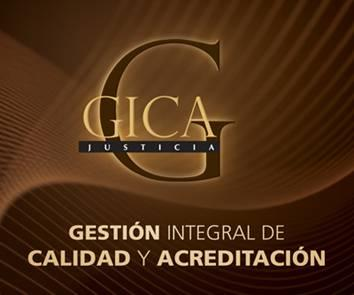 G
GICA
JUSTICIA
GESTIÓN INTEGRAL DE
CALIDAD Y ACREDITACIÓN